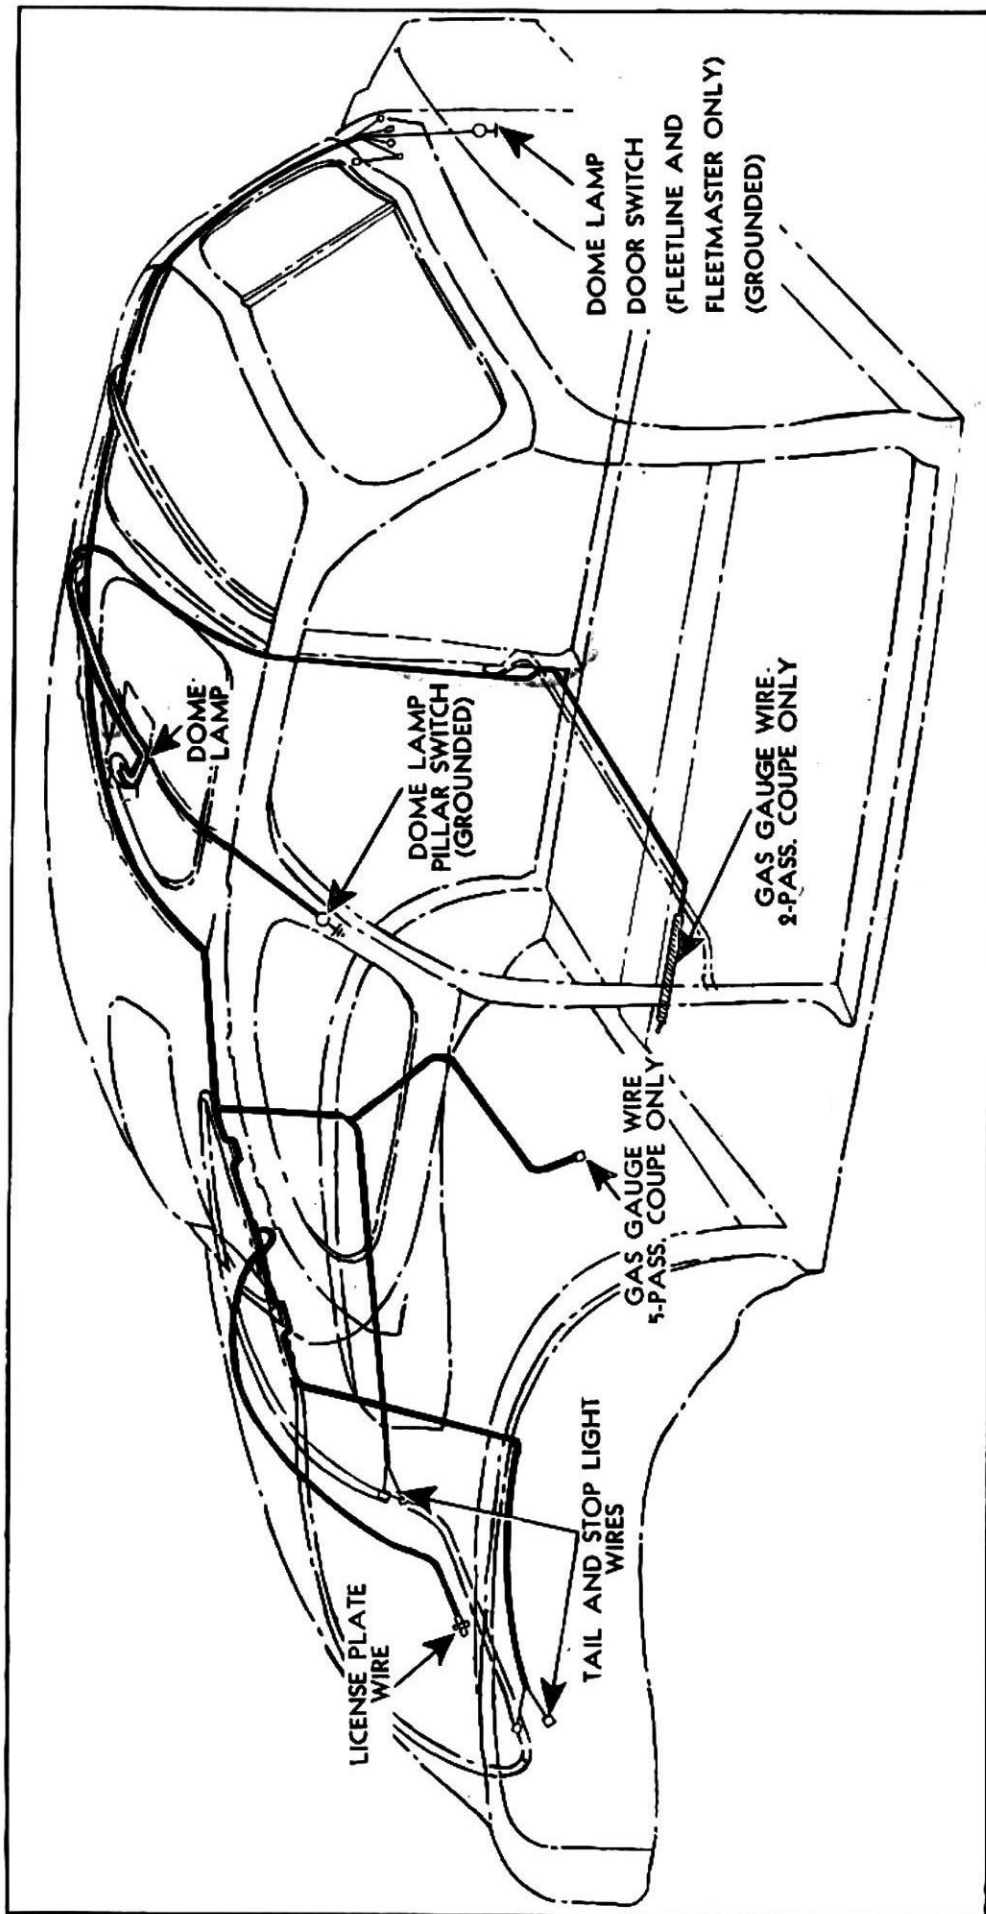 LICENSE PLATE
WIRE
TAIL AND STOP LIGHT
WIRES
GAS GAUGE WIRE
5-PASS. COUPE ONLY
DOME
LAMP
DOME LAMP
PILLAR SWITCH
(GROUNDED)
GAS GAUGE WIRE
2-PASS. COUPE ONLY
DOME LAMP
DOOR SWITCH
(FLEETLINE AND
FLEETMASTER ONLY)
(GROUNDED)